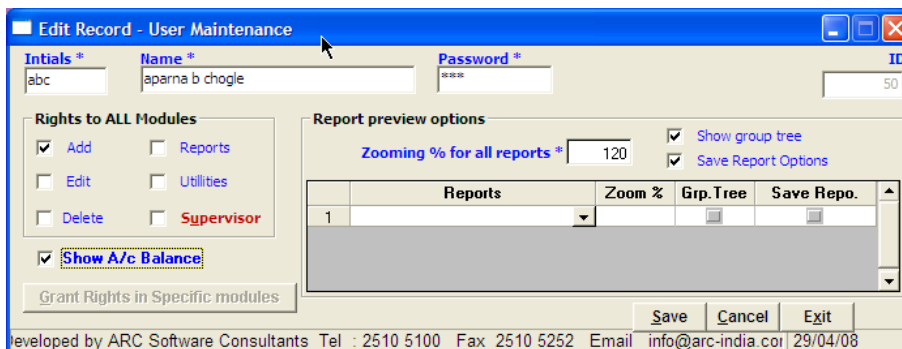 Edit Record - User Maintenance
Intials * Name * Password * ID
abc aparna b chogle *** 50
Rights to ALL Modules Report preview options
Add Reports Zooming % for all reports * 120 Show group tree
Edit Utilities Save Report Options
Delete Supervisor Reports Zoom % Grp.Tree Save Repo.
1
Show A/c Balance
Grant Rights in Specific modules
Save Cancel Exit
eveloped by ARC Software Consultants Tel : 2510 5100 Fax 2510 5252 Email info@arc-india.cor 29/04/08